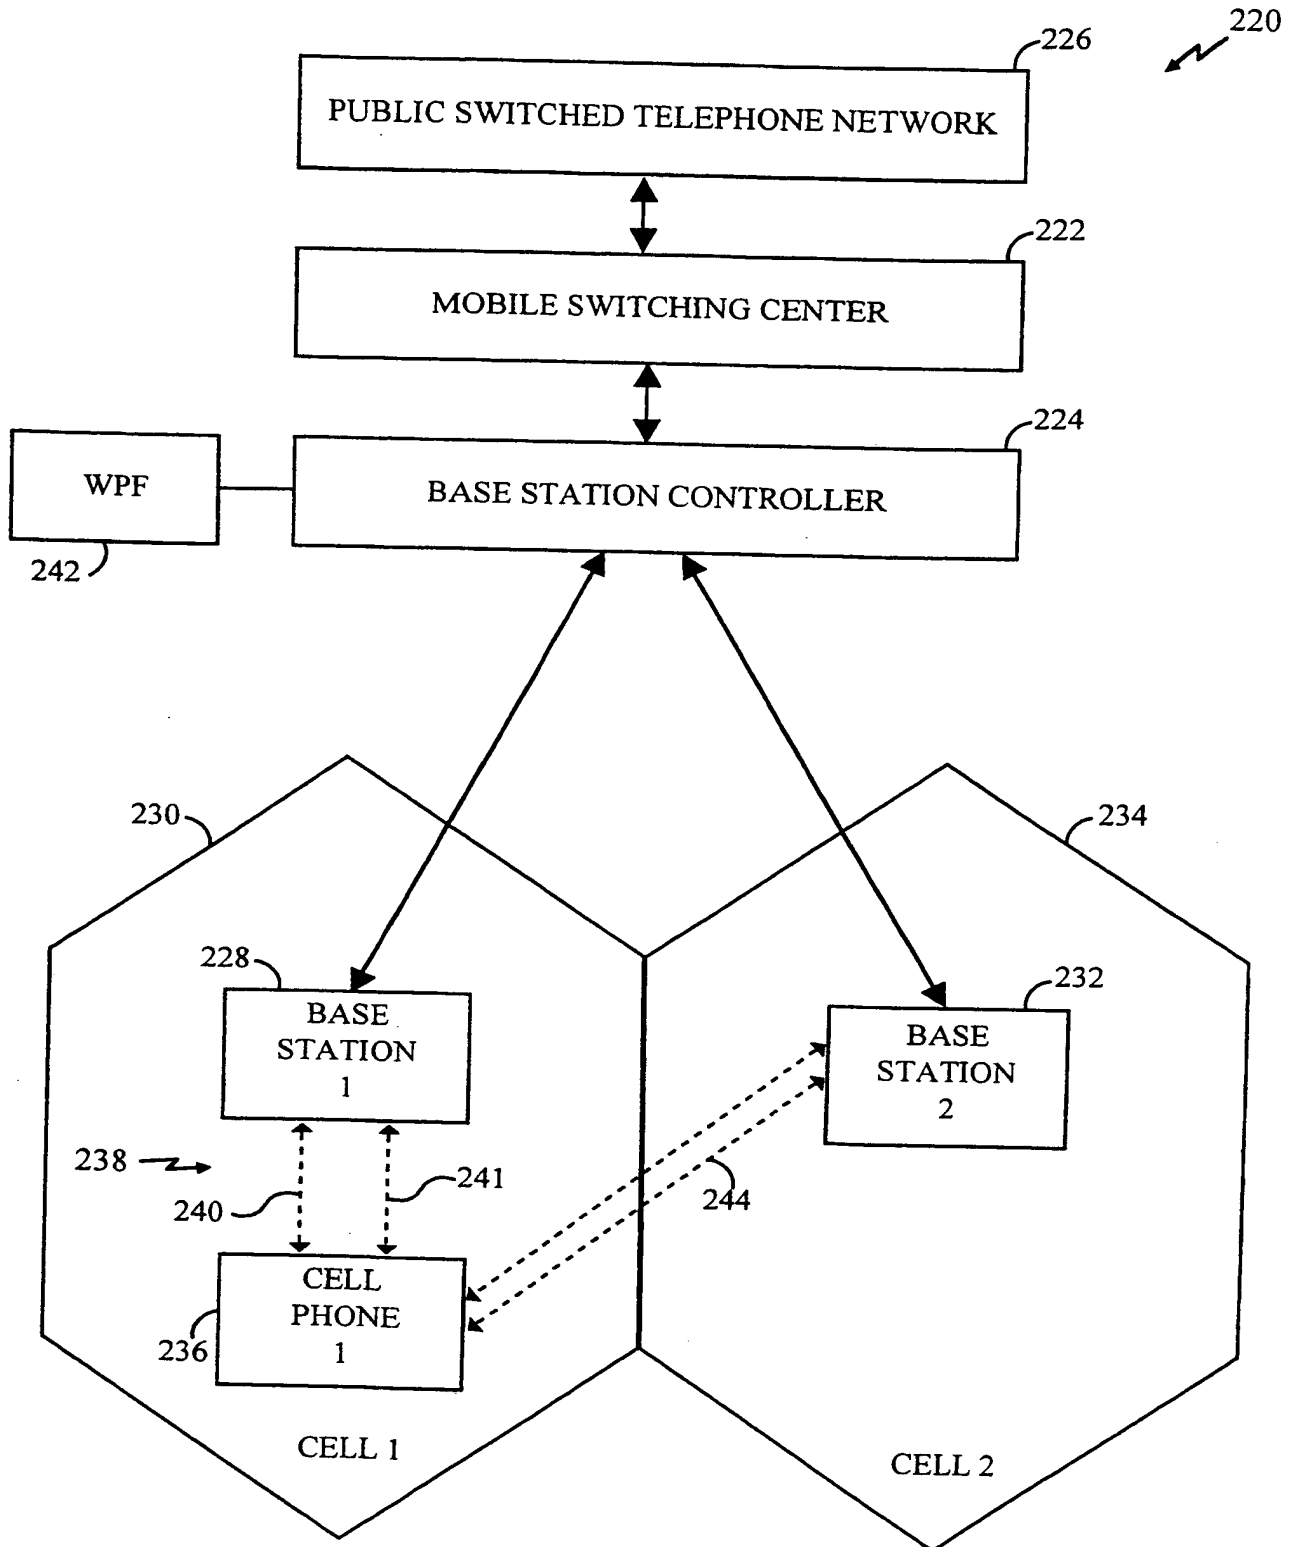 220
226
PUBLIC SWITCHED TELEPHONE NETWORK
222
MOBILE SWITCHING CENTER
224
WPF
BASE STATION CONTROLLER
242
230
234
228
BASE
STATION
1
232
BASE
STATION
2
238
240
241
244
CELL
PHONE
1
236
CELL 1
CELL 2